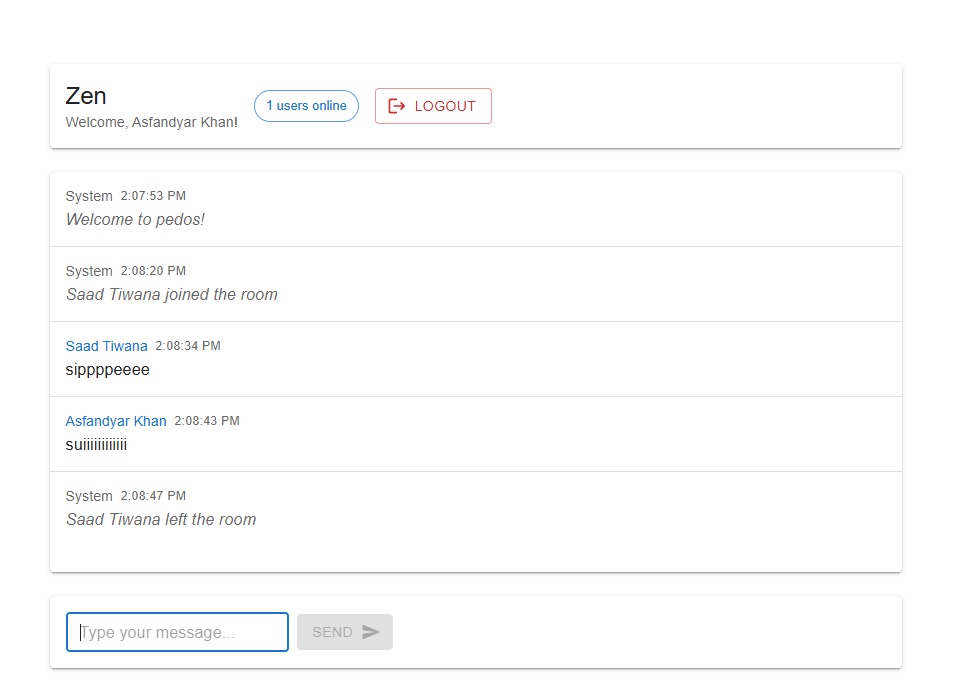 Zen
Welcome, Asfandyar Khan!
1 users online
LOGOUT
System 2:07:53 PM
Welcome to pedos!
System 2:08:20 PM
Saad Tiwana joined the room
Saad Tiwana 2:08:34 PM
sippppeeee
Asfandyar Khan 2:08:43 PM
suiiiiiiiiiiii
System 2:08:47 PM
Saad Tiwana left the room
Type your message...
SEND